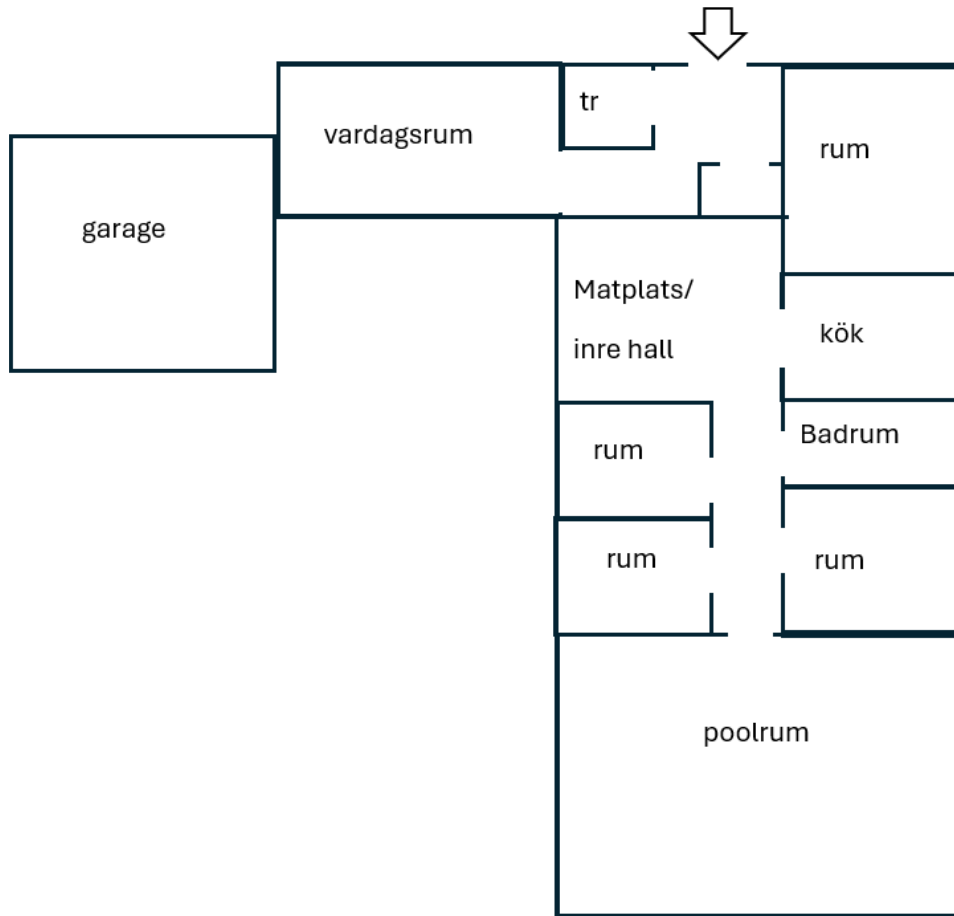 tr
vardagsrum
rum
garage
Matplats/
inre hall
kök
Badrum
rum
rum
rum
poolrum